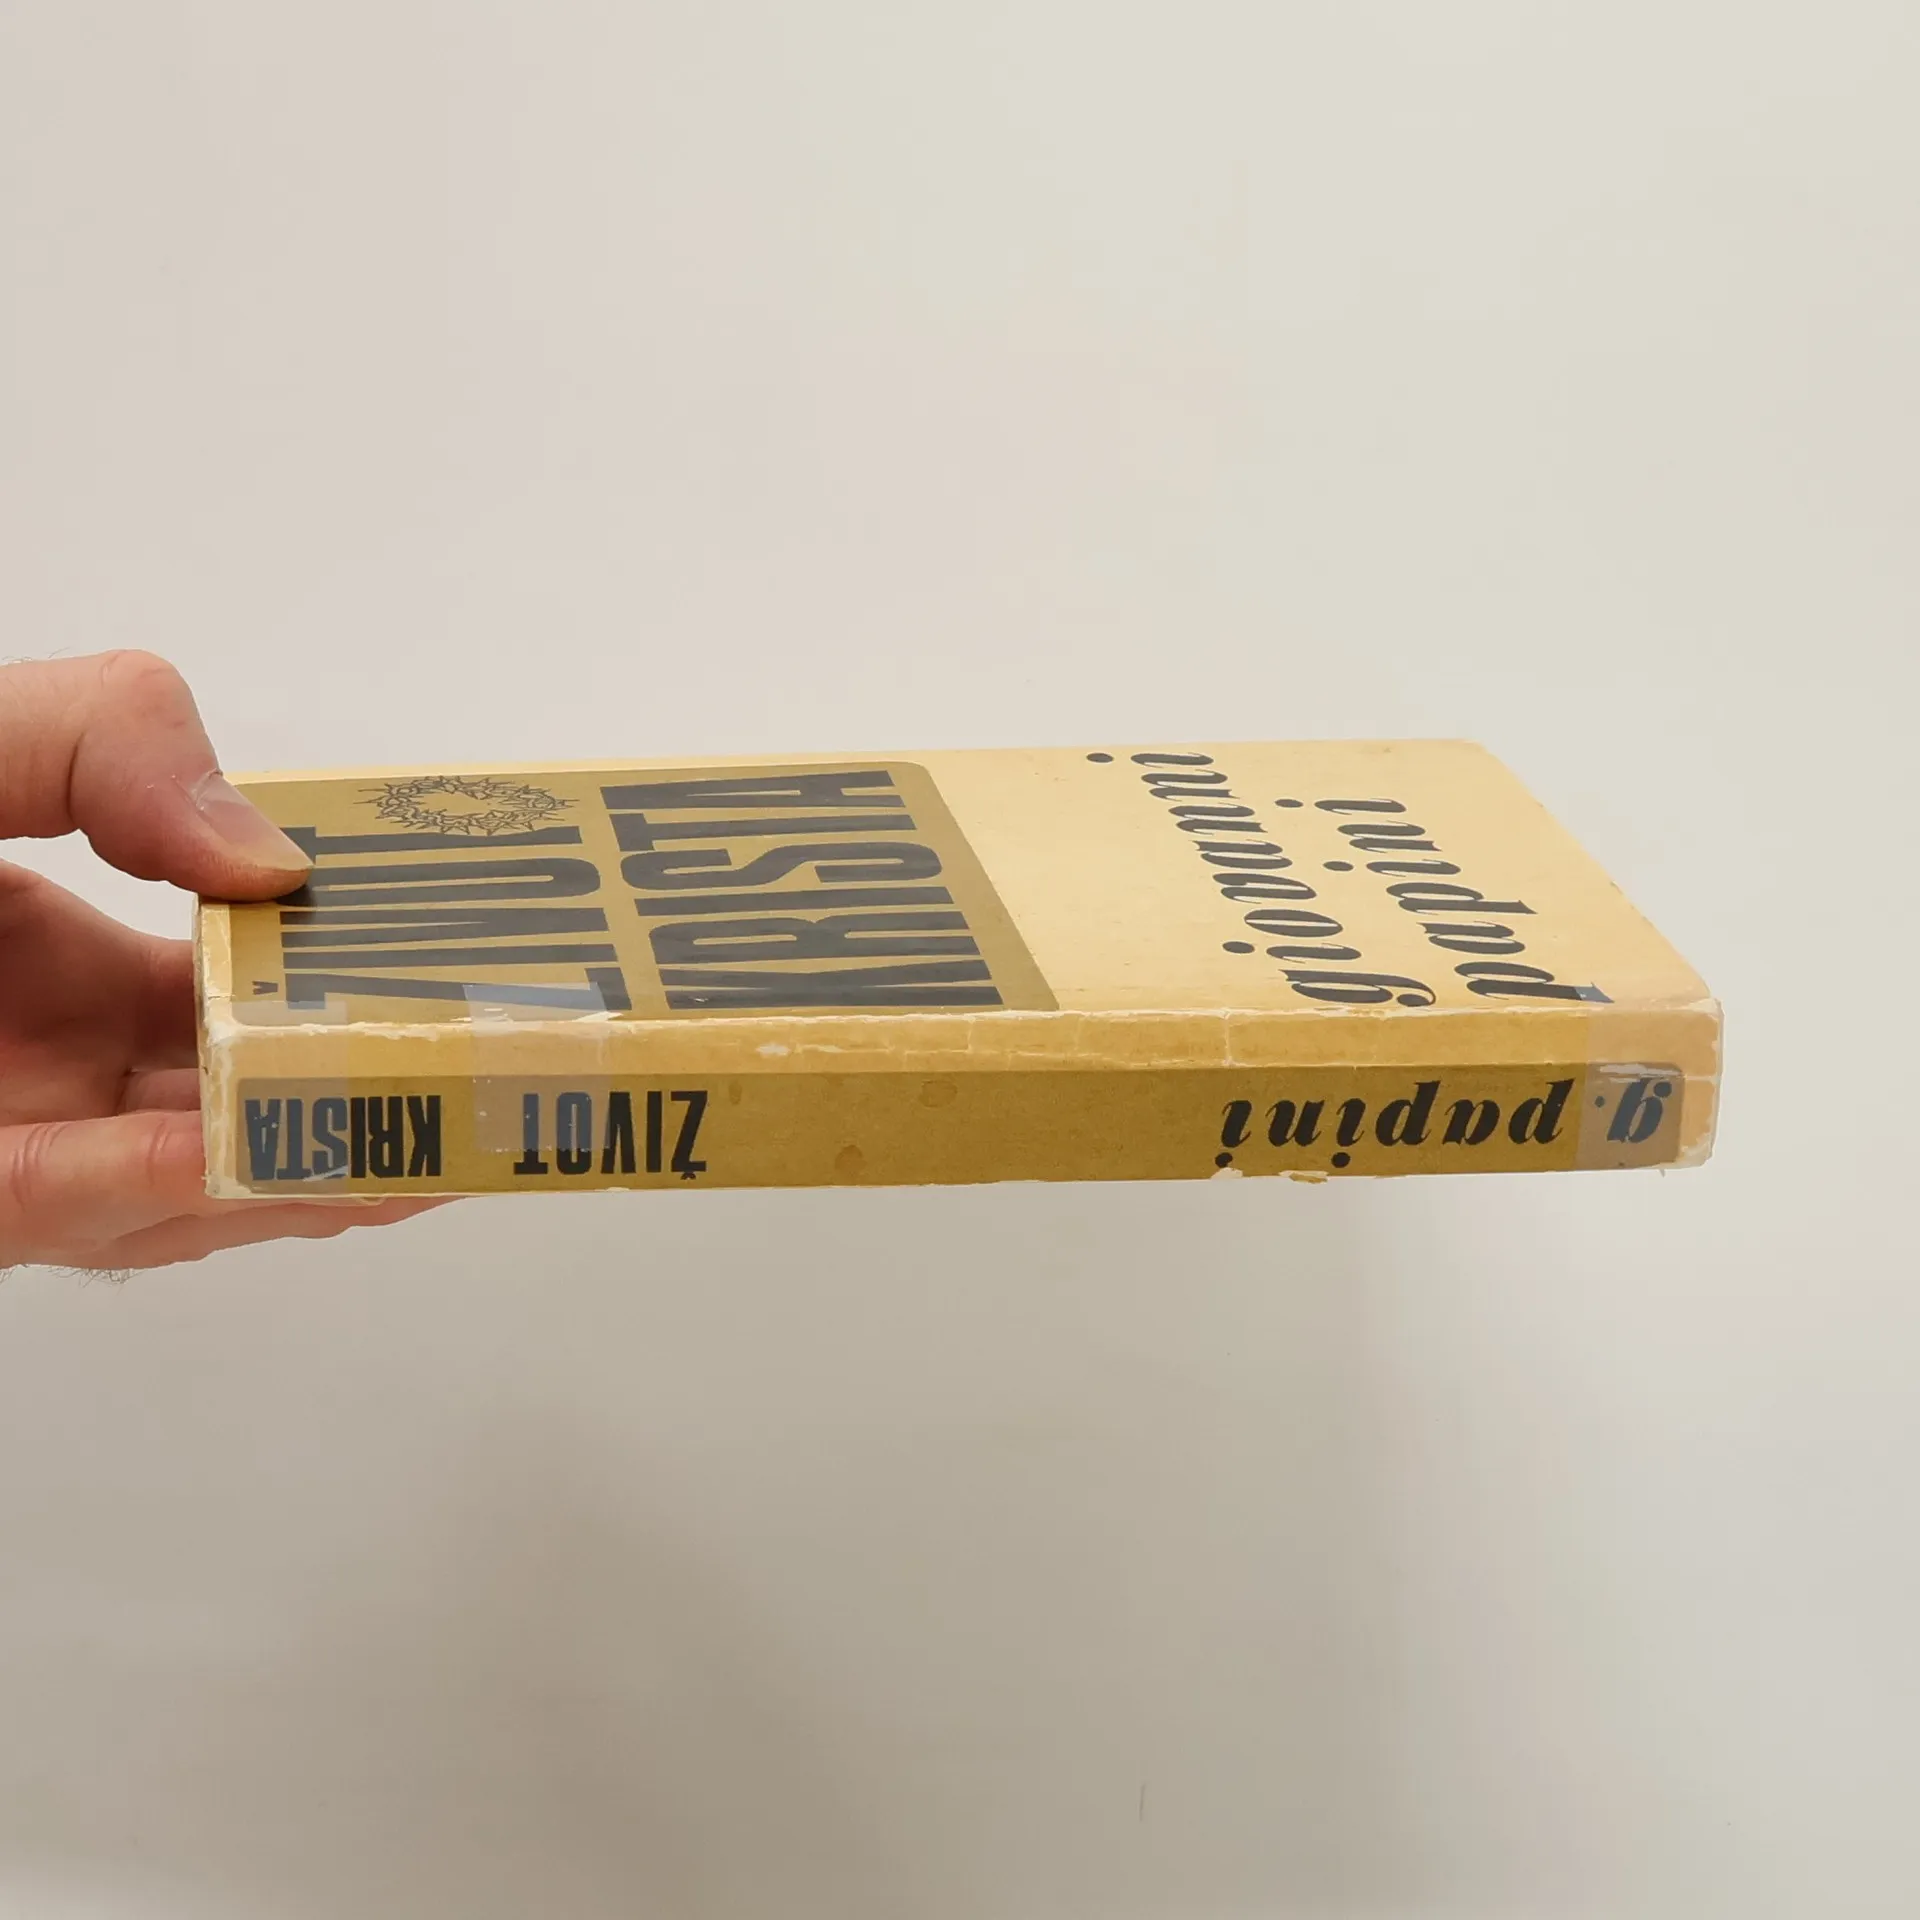 giovanni
papini
ŽIVOT
KRISTA
g. papini
ŽIVOT KRISTA